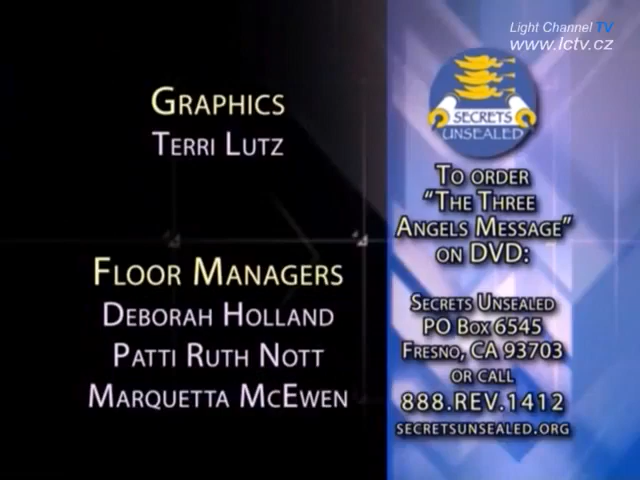 Light Channel TV
www.lctv.cz
GRAPHICS
TERRI LUTZ
FLOOR MANAGERS
DEBORAH HOLLAND
PATTI RUTH NOTT
MARQUETTA MCEWEN
SECRETS
UNSEALED
TO ORDER
“THE THREE
ANGELS MESSAGE”
ON DVD:
SECRETS UNSEALED
PO BOX 6545
FRESNO, CA 93703
OR CALL
888.REV.1412
SECRETSUNSEALED.ORG